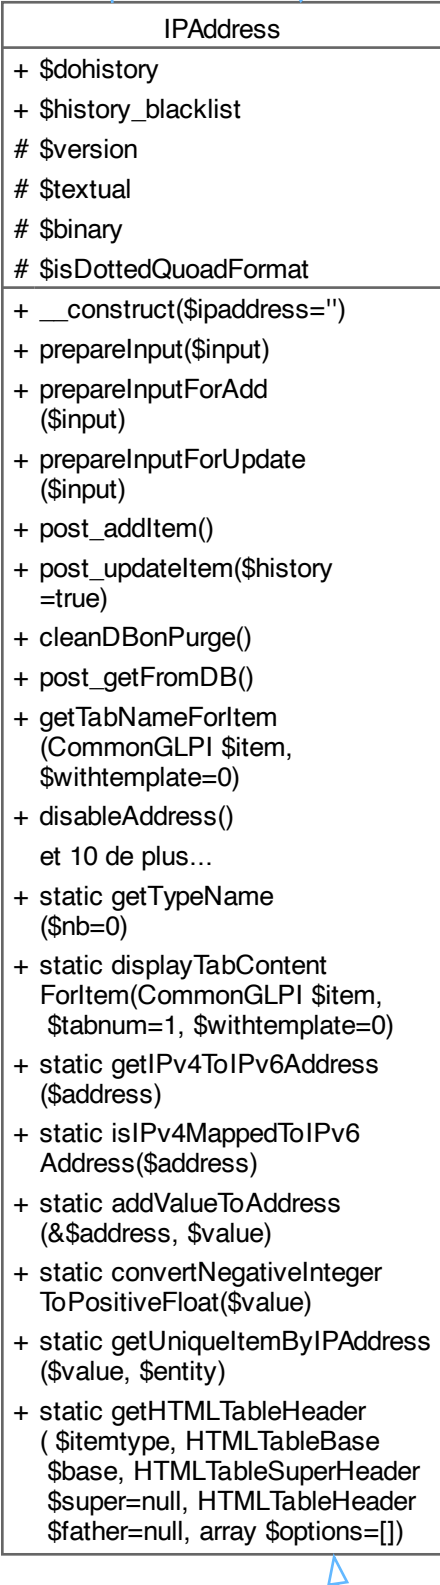 IPAddress
+ $dohistory
+ $history_blacklist
# $version
# $textual
# $binary
# $isDottedQuoadFormat
+ __construct($ipaddress='')
+ prepareInput($input)
+ prepareInputForAdd
($input)
+ prepareInputForUpdate
($input)
+ post_addItem()
+ post_updateItem($history
=true)
+ cleanDBonPurge()
+ post_getFromDB()
+ getTabNameForItem
(CommonGLPI $item,
$withtemplate=0)
+ disableAddress()
et 10 de plus...
+ static getTypeName
($nb=0)
+ static displayTabContent
ForItem(CommonGLPI $item,
$tabnum=1, $withtemplate=0)
+ static getIPv4ToIPv6Address
($address)
+ static isIPv4MappedToIPv6
Address($address)
+ static addValueToAddress
(&$address, $value)
+ static convertNegativeInteger
ToPositiveFloat($value)
+ static getUniqueItemByIPAddress
($value, $entity)
+ static getHTMLTableHeader
( $itemtype, HTMLTableBase
$base, HTMLTableSuperHeader
$super=null, HTMLTableHeader
$father=null, array $options=[])